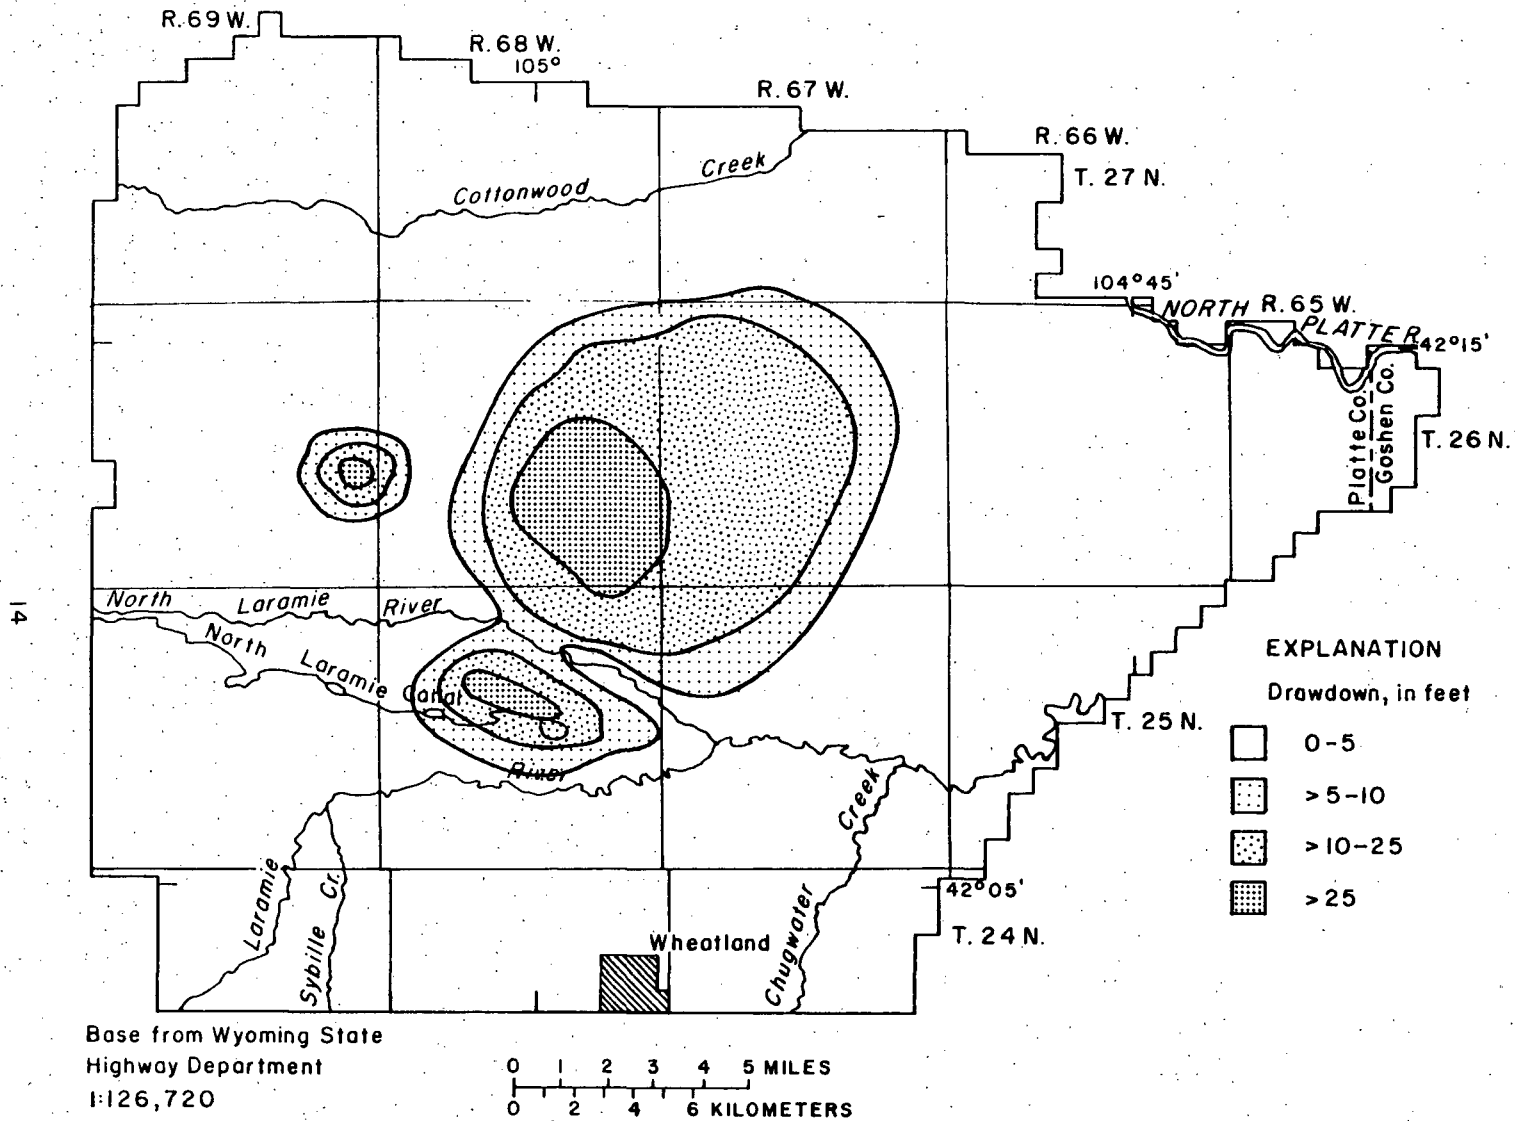 R. 69 W.
R. 68 W.
105°
R. 67 W.
R. 66 W.
T. 27 N.
Cottonwood Creek
104°45'
NORTH PLATTE R.
R. 65 W.
42°15'
Platte Co.
Goshen Co.
T. 26 N.
North Laramie River
North Laramie Canal
14
EXPLANATION
Drawdown, in feet
0-5
>5-10
>10-25
>25
T. 25 N.
Laramie River
Sybille Cr.
Chugwater Creek
42°05'
T. 24 N.
Wheatland
Base from Wyoming State
Highway Department
1:126,720
0 1 2 3 4 5 MILES
0 2 4 6 KILOMETERS